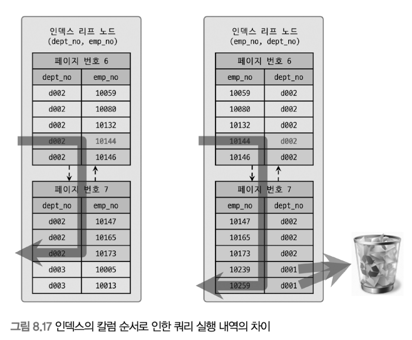 인덱스 리프 노드
(dept_no, emp_no)
페이지 번호 6
dept_no emp_no
d002 10059
d002 10080
d002 10132
d002 10144
d002 10146
페이지 번호 7
dept_no emp_no
d002 10147
d002 10165
d002 10173
d003 10005
d003 10013
인덱스 리프 노드
(emp_no, dept_no)
페이지 번호 6
emp_no dept_no
10059 d002
10080 d002
10132 d002
10144 d002
10146 d002
페이지 번호 7
emp_no dept_no
10147 d002
10165 d002
10173 d002
10239 d001
10259 d001
그림 8.17 인덱스의 칼럼 순서로 인한 쿼리 실행 내역의 차이